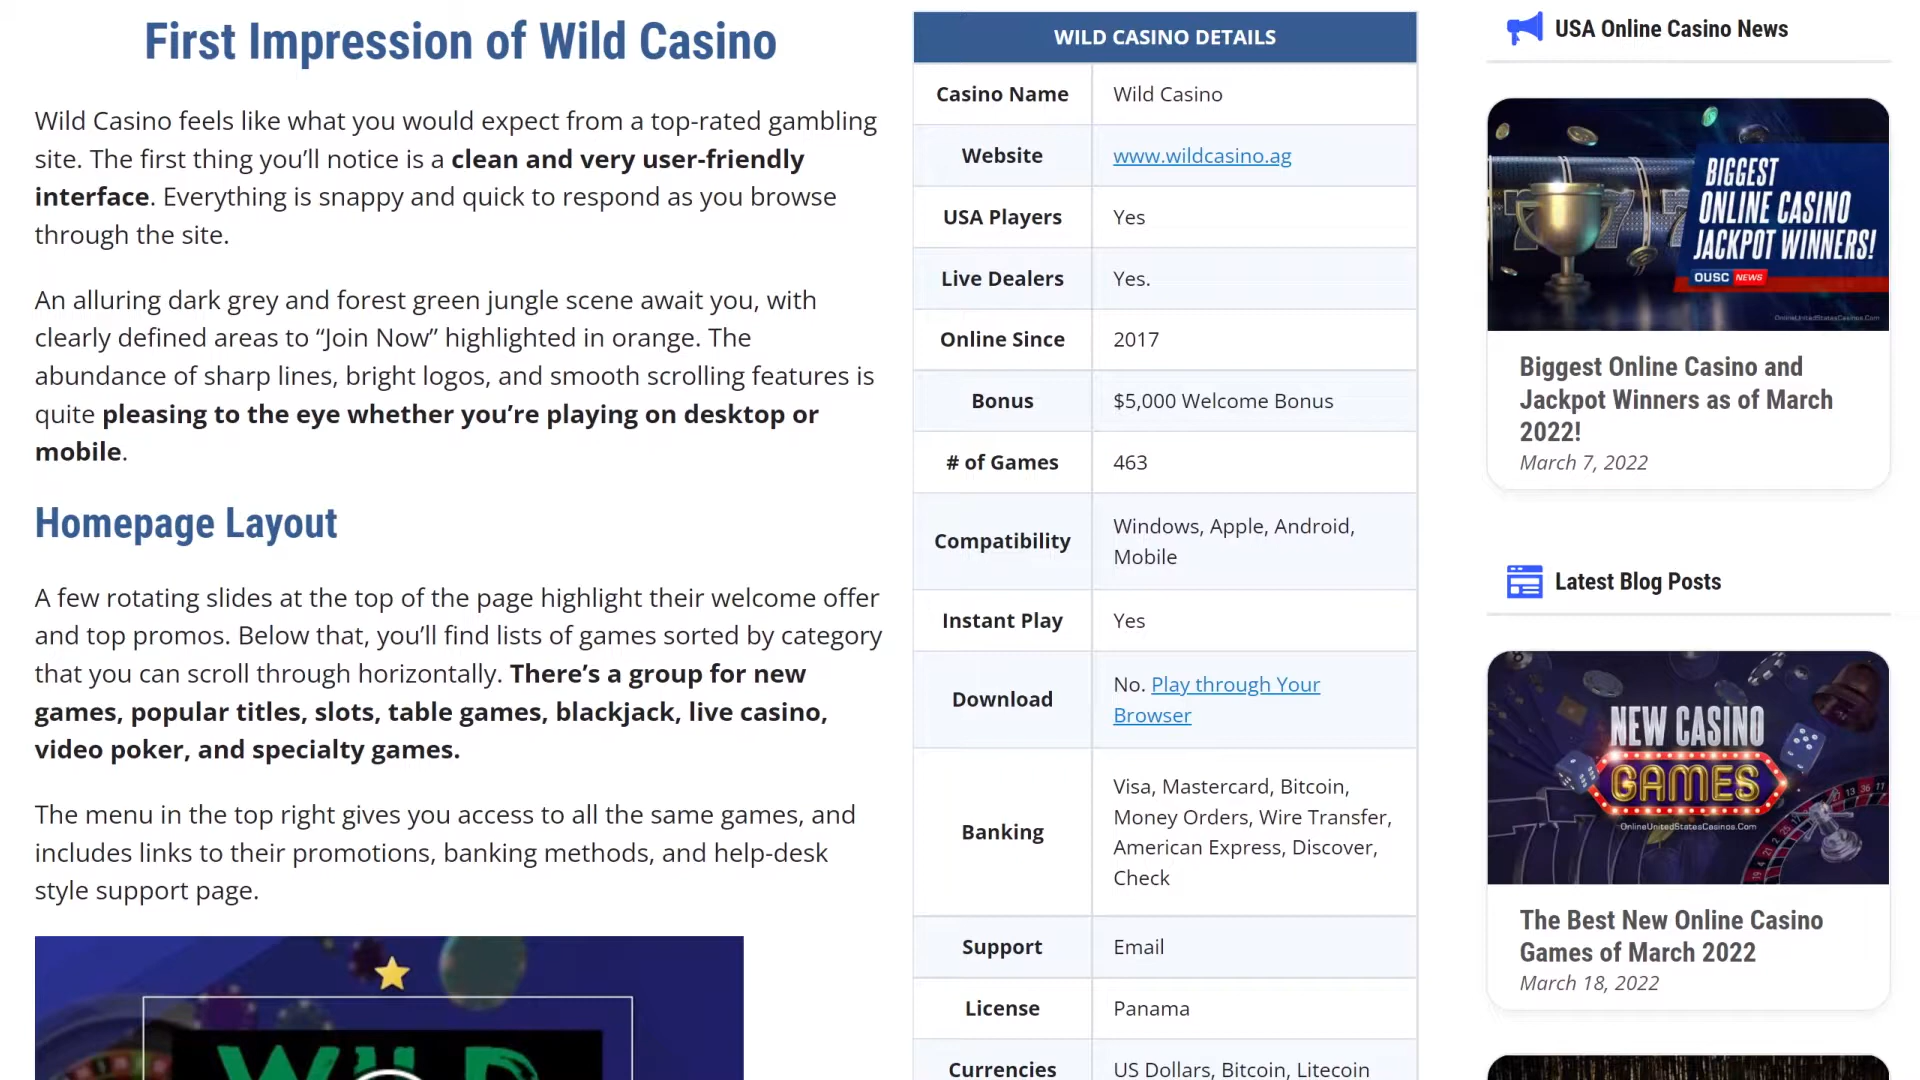 First Impression of Wild Casino
Wild Casino feels like what you would expect from a top-rated gambling
site. The first thing you’ll notice is a clean and very user-friendly
interface. Everything is snappy and quick to respond as you browse
through the site.
An alluring dark grey and forest green jungle scene await you, with
clearly defined areas to “Join Now” highlighted in orange. The
abundance of sharp lines, bright logos, and smooth scrolling features is
quite pleasing to the eye whether you’re playing on desktop or
mobile.
Homepage Layout
A few rotating slides at the top of the page highlight their welcome offer
and top promos. Below that, you’ll find lists of games sorted by category
that you can scroll through horizontally. There’s a group for new
games, popular titles, slots, table games, blackjack, live casino,
video poker, and specialty games.
The menu in the top right gives you access to all the same games, and
includes links to their promotions, banking methods, and help-desk
style support page.
WILD
WILD CASINO DETAILS
Casino Name Wild Casino
Website www.wildcasino.ag
USA Players Yes
Live Dealers Yes.
Online Since 2017
Bonus $5,000 Welcome Bonus
# of Games 463
Compatibility Windows, Apple, Android,
Mobile
Instant Play Yes
Download No. Play through Your
Browser
Banking Visa, Mastercard, Bitcoin,
Money Orders, Wire Transfer,
American Express, Discover,
Check
Support Email
License Panama
Currencies US Dollars, Bitcoin, Litecoin
USA Online Casino News
BIGGEST
ONLINE CASINO
JACKPOT WINNERS!
OUSC NEWS
OnlineUnitedStatesCasinos.Com
Biggest Online Casino and
Jackpot Winners as of March
2022!
March 7, 2022
Latest Blog Posts
NEW CASINO
GAMES
OnlineUnitedStatesCasinos.Com
The Best New Online Casino
Games of March 2022
March 18, 2022